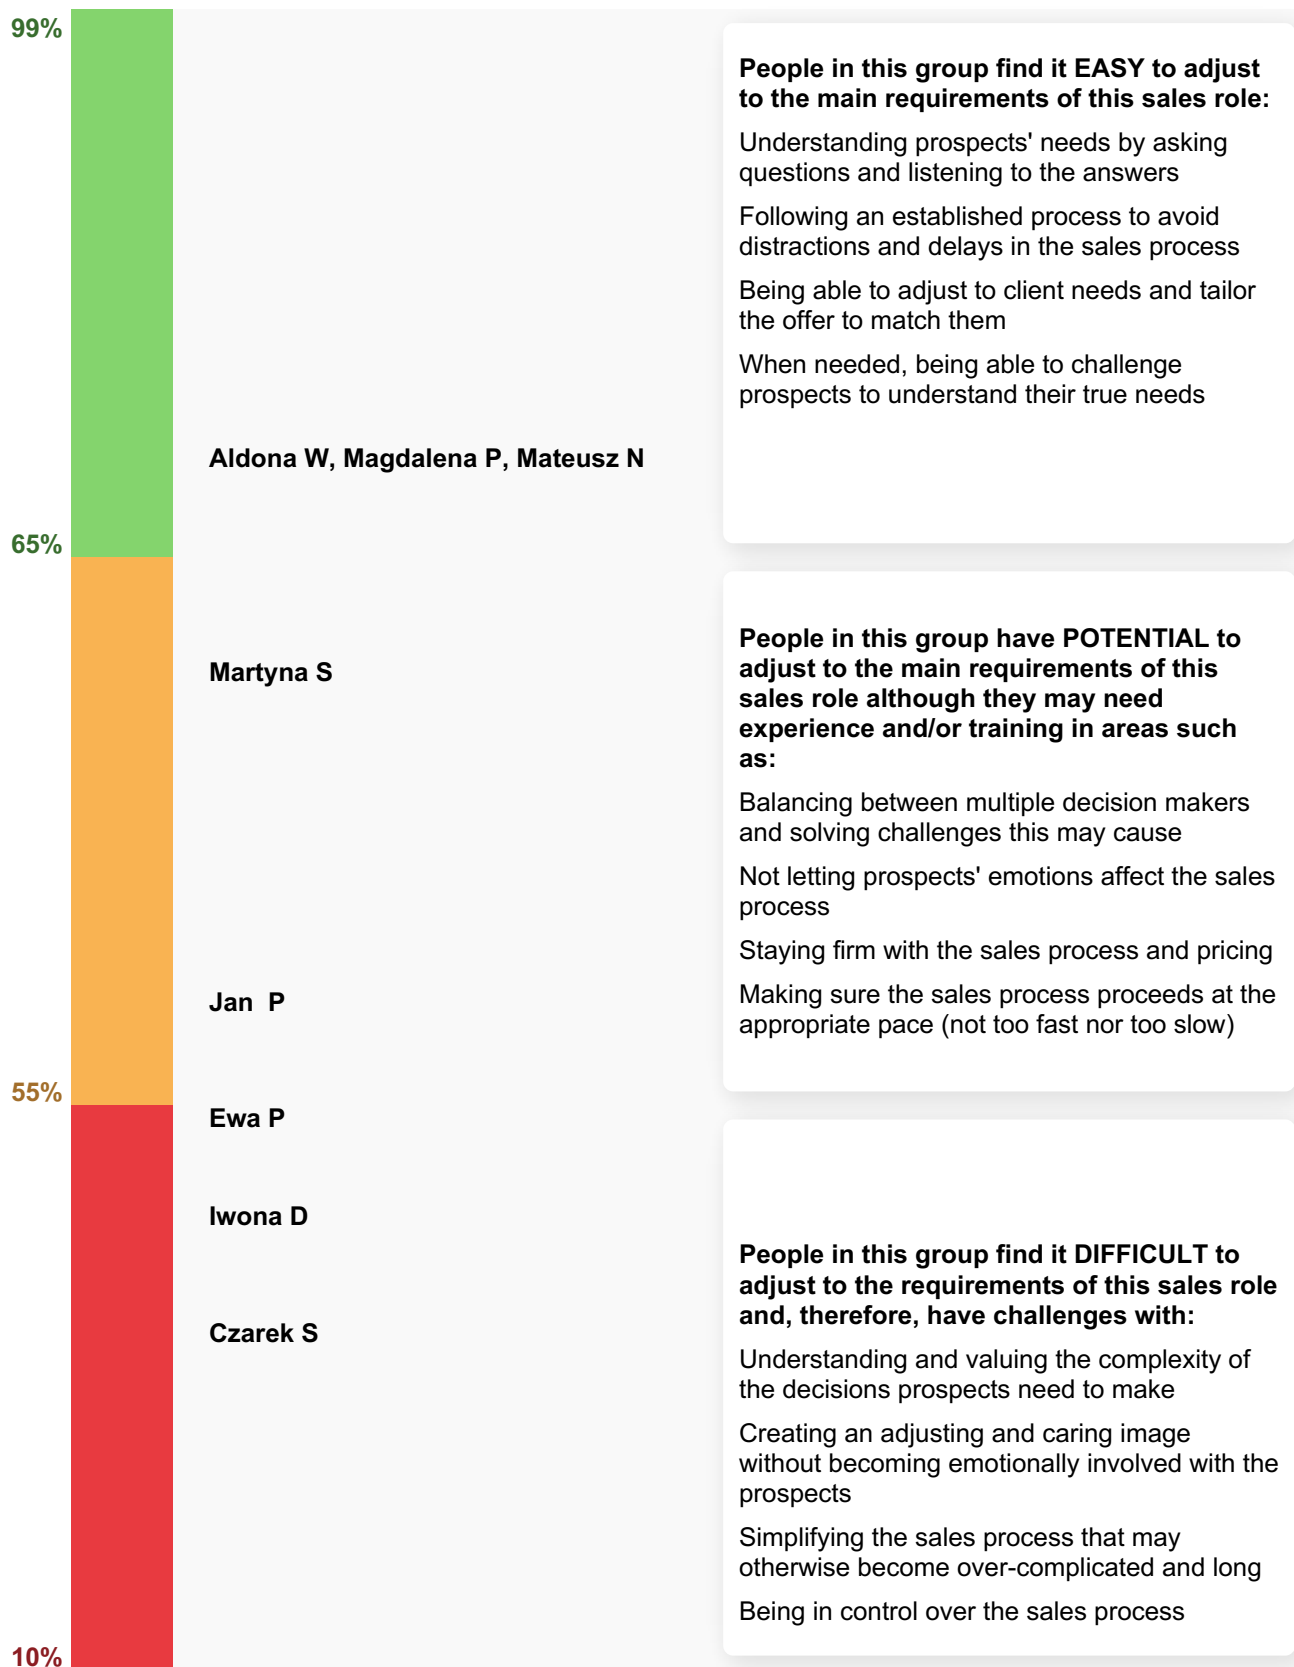 99%
People in this group find it EASY to adjust
to the main requirements of this sales role:
Understanding prospects' needs by asking
questions and listening to the answers
Following an established process to avoid
distractions and delays in the sales process
Being able to adjust to client needs and tailor
the offer to match them
When needed, being able to challenge
prospects to understand their true needs
Aldona W, Magdalena P, Mateusz N
65%
Martyna S
People in this group have POTENTIAL to
adjust to the main requirements of this
sales role although they may need
experience and/or training in areas such
as:
Balancing between multiple decision makers
and solving challenges this may cause
Not letting prospects' emotions affect the sales
process
Staying firm with the sales process and pricing
Making sure the sales process proceeds at the
appropriate pace (not too fast nor too slow)
Jan  P
55%
Ewa P
Iwona D
Czarek S
People in this group find it DIFFICULT to
adjust to the requirements of this sales role
and, therefore, have challenges with:
Understanding and valuing the complexity of
the decisions prospects need to make
Creating an adjusting and caring image
without becoming emotionally involved with the
prospects
Simplifying the sales process that may
otherwise become over-complicated and long
Being in control over the sales process
10%